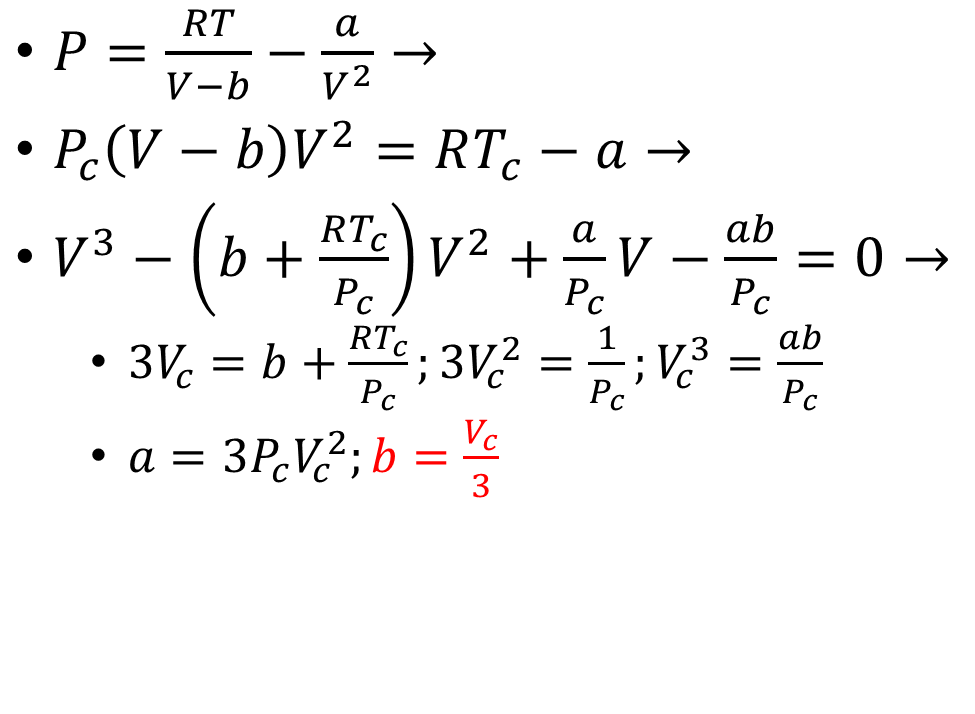 • P = RT/(V−b) − a/V² →
• P_c(V − b)V² = RT_c − a →
• V³ − (b + RT_c/P_c) V² + a/P_c V − ab/P_c = 0 →
• 3V_c = b + RT_c/P_c ; 3V_c² = 1/P_c ; V_c³ = ab/P_c
• a = 3P_cV_c²; b = V_c/3